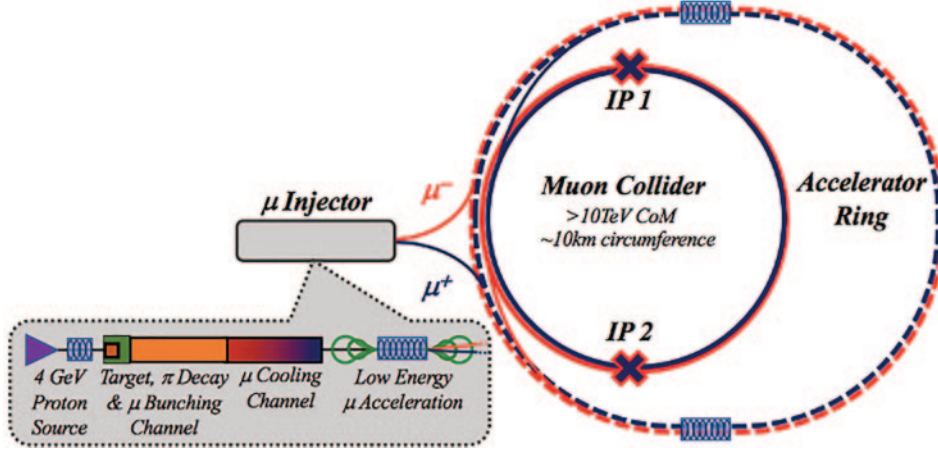 IP 1
μ⁻
μ Injector
Muon Collider
>10TeV CoM
~10km circumference
Accelerator
Ring
μ⁺
IP 2
4 GeV
Proton
Source
Target, π Decay
& μ Bunching
Channel
μ Cooling
Channel
Low Energy
μ Acceleration